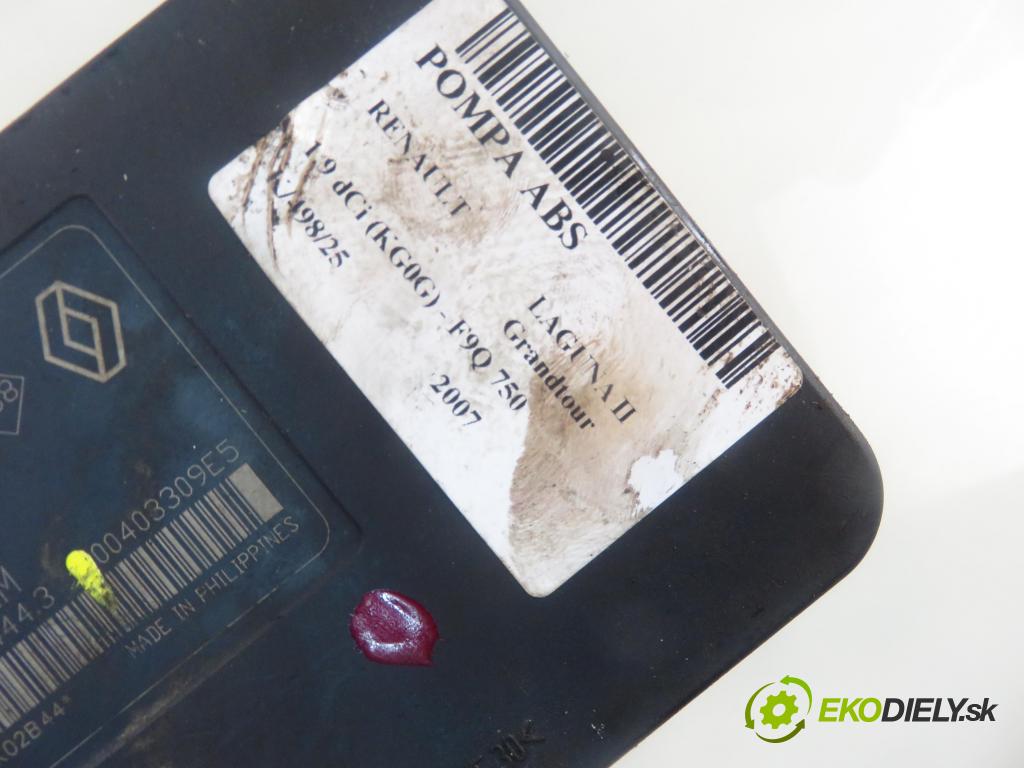 POMPA ABS
RENAULT LAGUNA II
Grandtour
1.9 dCi (KG0G) - F9Q 750
2007
L/498/25
00403309E5
MADE IN PHILIPPINES
EKODIELY.sk